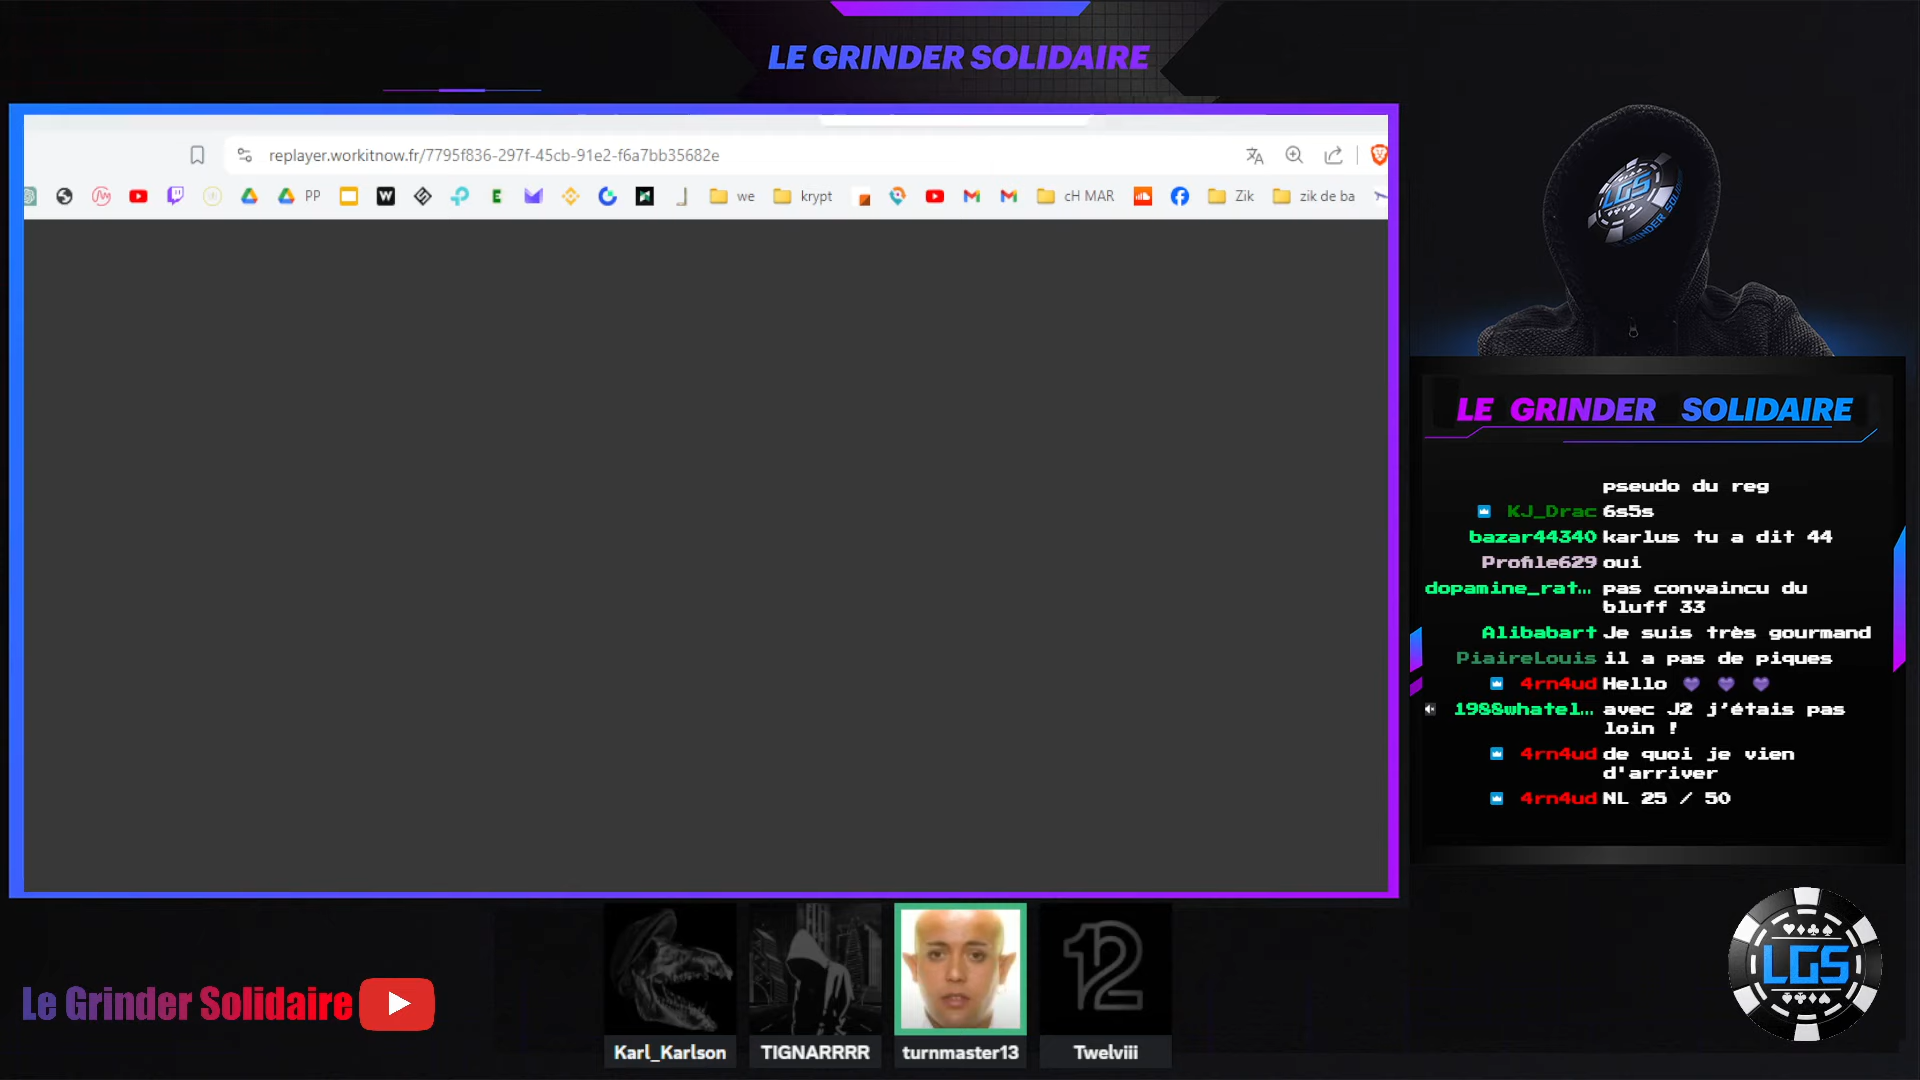 LE GRINDER SOLIDAIRE
replayer.workitnow.fr/7795f836-297f-45cb-91e2-f6a7bb35682e
PP
we
krypt
cH MAR
Zik
zik de ba
LGS
LE GRINDER SOLIDAIRE
pseudo du reg
KJ_Drac 6s5s
bazar44340 karlus tu a dit 44
Profile629 oui
dopamine_rat... pas convaincu du
bluff 33
Alibabart Je suis très gourmand
PiaireLouis il a pas de piques
4rn4ud Hello 💜 💜 💜
1988whatel... avec J2 j'étais pas
loin !
4rn4ud de quoi je vien
d'arriver
4rn4ud NL 25 / 50
Le Grinder Solidaire
12
Karl_Karlson
TIGNARRRR
turnmaster13
Twelviii
LGS